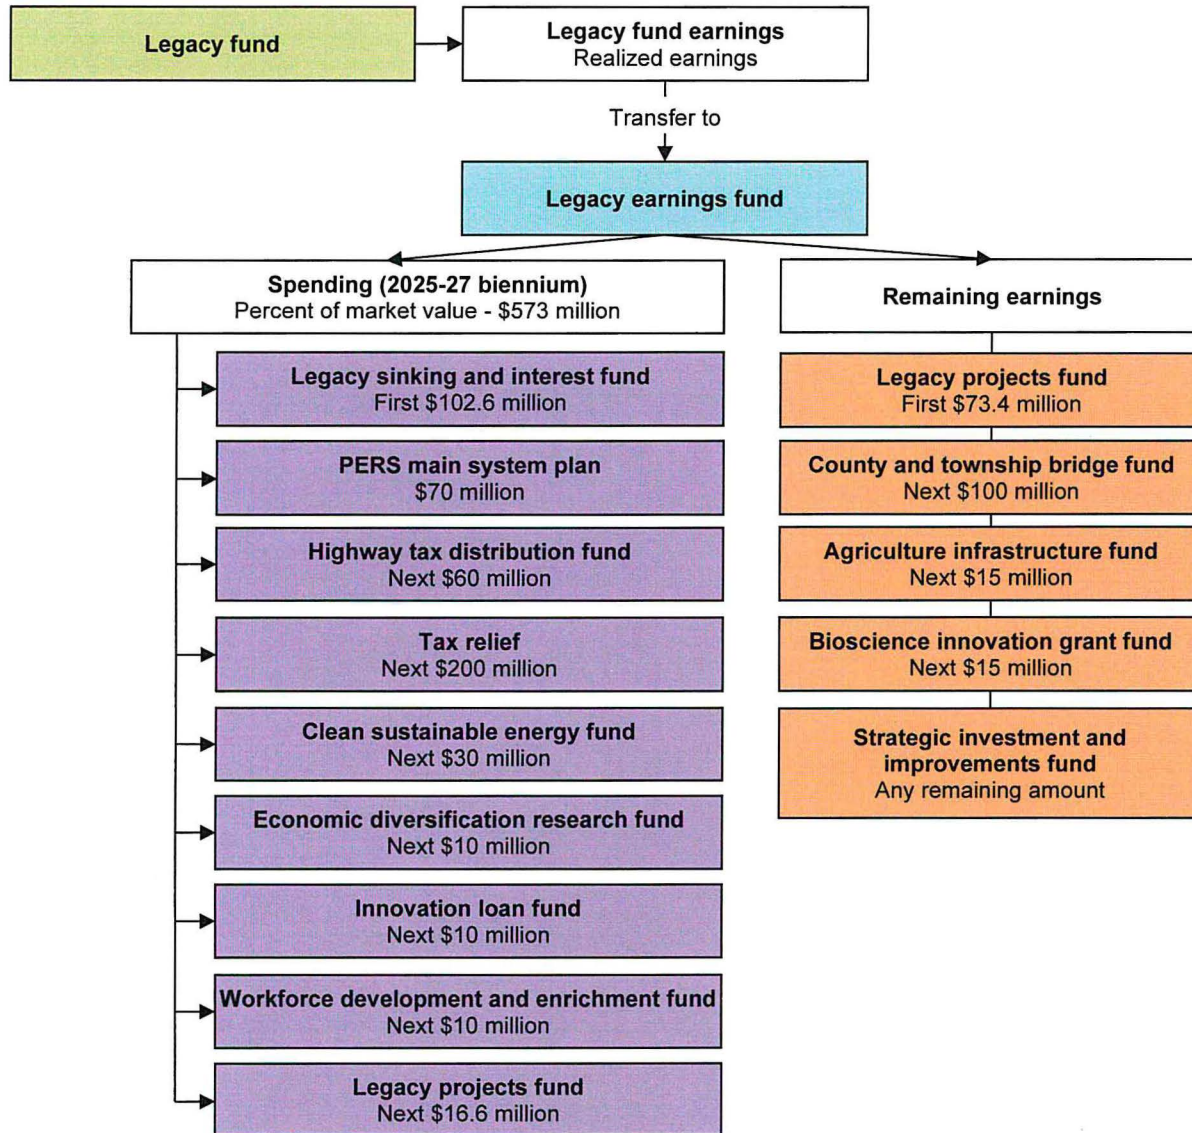 Legacy fund
Legacy fund earnings
Realized earnings
Transfer to
Legacy earnings fund
Spending (2025-27 biennium)
Percent of market value - $573 million
Legacy sinking and interest fund
First $102.6 million
PERS main system plan
$70 million
Highway tax distribution fund
Next $60 million
Tax relief
Next $200 million
Clean sustainable energy fund
Next $30 million
Economic diversification research fund
Next $10 million
Innovation loan fund
Next $10 million
Workforce development and enrichment fund
Next $10 million
Legacy projects fund
Next $16.6 million
Remaining earnings
Legacy projects fund
First $73.4 million
County and township bridge fund
Next $100 million
Agriculture infrastructure fund
Next $15 million
Bioscience innovation grant fund
Next $15 million
Strategic investment and
improvements fund
Any remaining amount